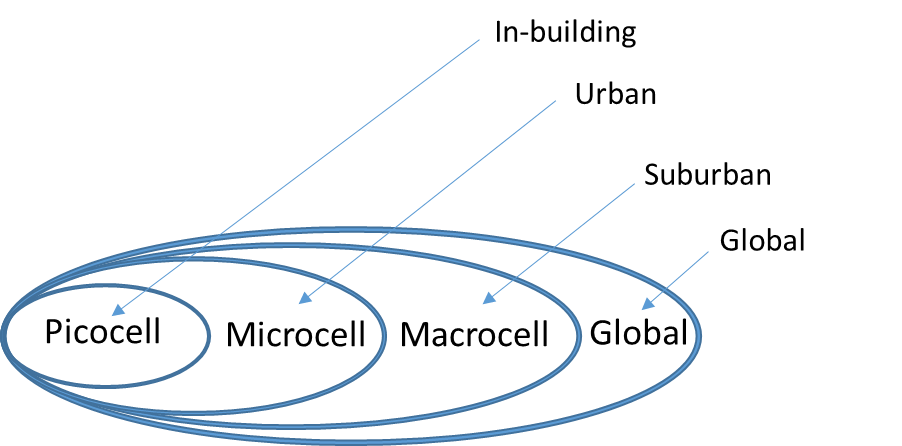 In-building
Urban
Suburban
Global
Picocell
Microcell
Macrocell
Global